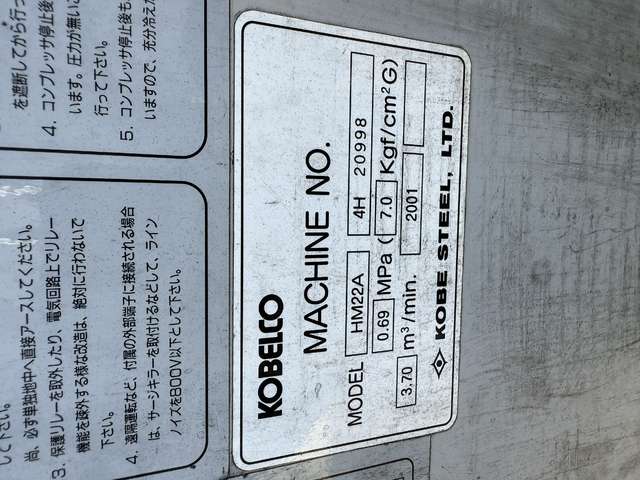 を遮断してから行っ
4. コンプレッサ停止後
います。圧力が無いこ
行って下さい。
5. コンプレッサ停止後も
いますので、充分冷えた
して下さい。
尚、必ず単独地中へ直接アースしてください。
3. 保護リレーを取外したり、電気回路上でリレー
機能を疎外する様な改造は、絶対に行わないで
下さい。
4. 遠隔運転など、付属の外部端子に接続される場合
は、サージキラーを取付けるなどして、ライン
ノイズを800V以下として下さい。
KOBELCO
MACHINE NO.
MODEL HM22A 4H 20998
0.69 MPa ( 7.0 Kgf/cm²G)
3.70 m³/min. 2001
KOBE STEEL, LTD.